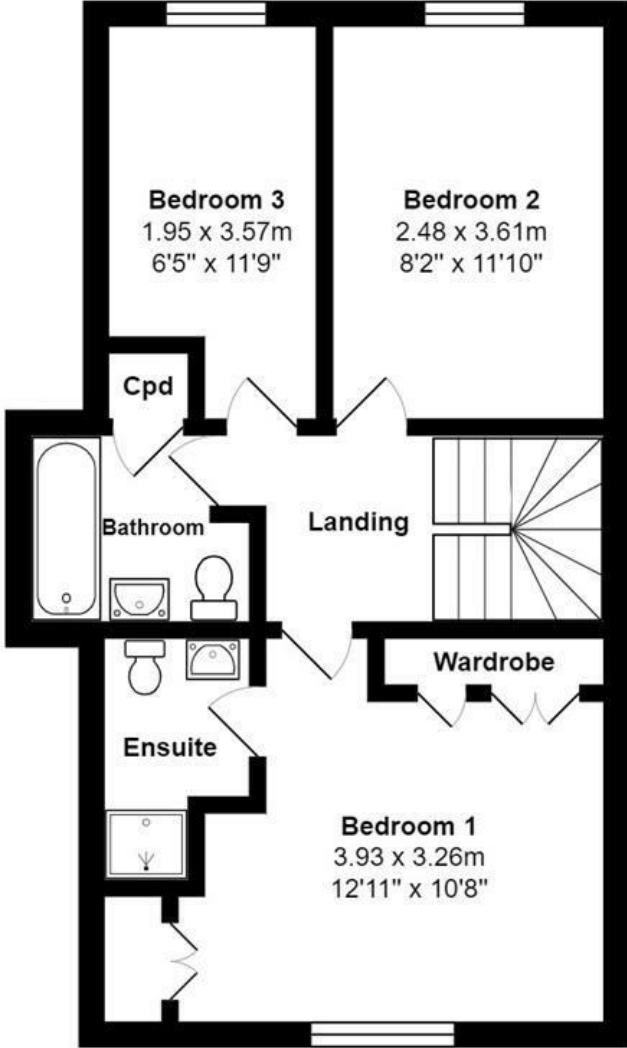 Bedroom 3
1.95 x 3.57m
6'5" x 11'9"
Bedroom 2
2.48 x 3.61m
8'2" x 11'10"
Cpd
Bathroom
Landing
Wardrobe
Ensuite
Bedroom 1
3.93 x 3.26m
12'11" x 10'8"